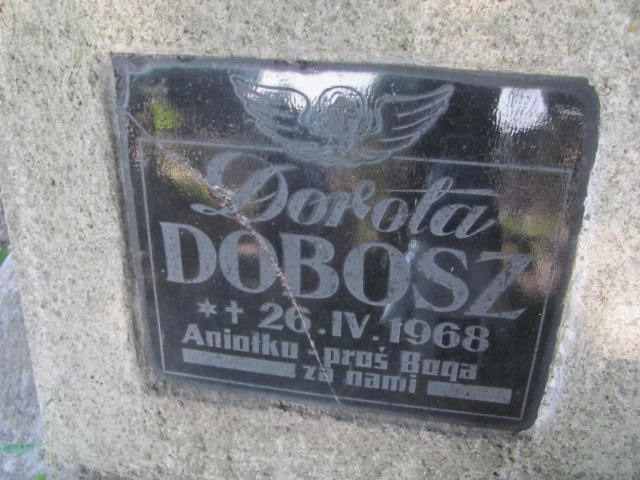 Dorota
DOBOSZ
*+ 26.IV.1968
Aniołku - proś Boga
za nami